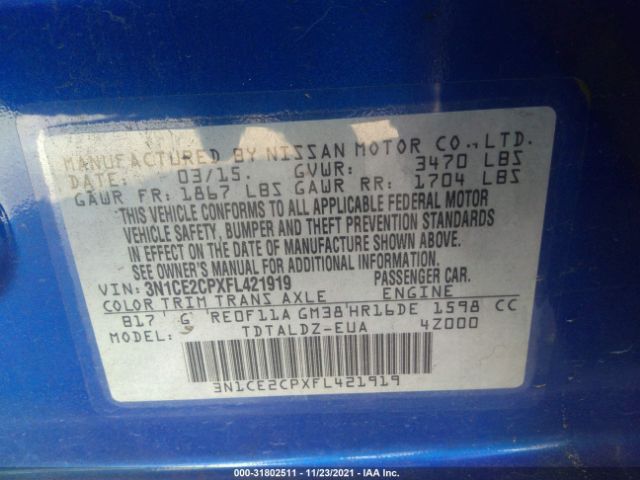 MANUFACTURED BY NISSAN MOTOR CO., LTD.
DATE: 03/15. GVWR: 3470 LBS
GAWR FR: 1867 LBS GAWR RR: 1704 LBS
THIS VEHICLE CONFORMS TO ALL APPLICABLE FEDERAL MOTOR
VEHICLE SAFETY, BUMPER AND THEFT PREVENTION STANDARDS
IN EFFECT ON THE DATE OF MANUFACTURE SHOWN ABOVE.
SEE OWNER'S MANUAL FOR ADDITIONAL INFORMATION.
VIN: 3N1CE2CPXFL421919 PASSENGER CAR.
COLOR TRIM TRANS AXLE ENGINE
B17 G RE0F11A GM38 HR16DE 1598 CC
MODEL: TDTALDZ-EUA 4Z000
3N1CE2CPXFL421919
000-31802511 - 11/23/2021 - IAA Inc.